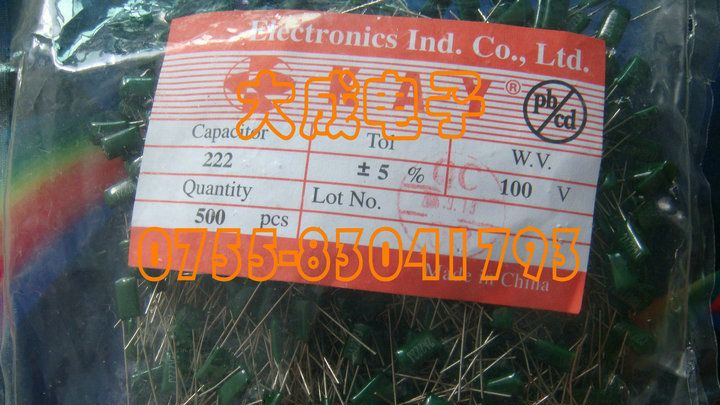 Electronics Ind. Co., Ltd.
大成电子 ®
pb/cd
Capacitor Tol W.V.
222 ± 5 % 100 V
Quantity Lot No.
500 pcs
0755-83041793
Made in China